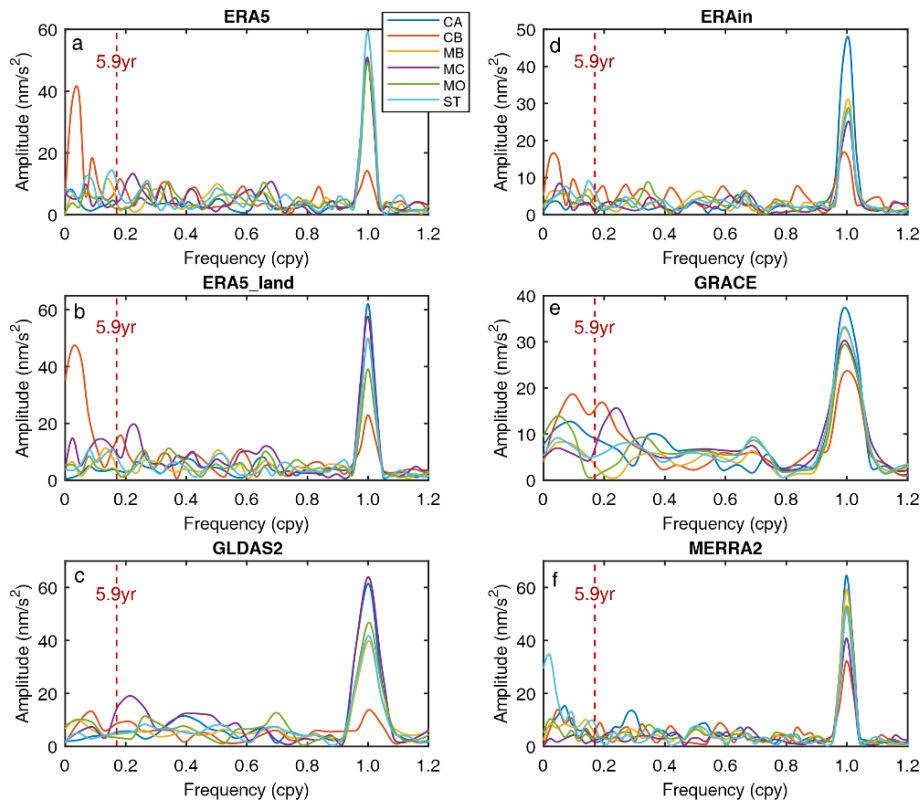 ERA5
a
5.9yr
Amplitude (nm/s²)
60
40
20
0
0 0.2 0.4 0.6 0.8 1.0 1.2
Frequency (cpy)
CA
CB
MB
MC
MO
ST
ERAin
d
5.9yr
Amplitude (nm/s²)
50
40
30
20
10
0
0 0.2 0.4 0.6 0.8 1.0 1.2
Frequency (cpy)
ERA5_land
b
5.9yr
Amplitude (nm/s²)
60
40
20
0
0 0.2 0.4 0.6 0.8 1.0 1.2
Frequency (cpy)
GRACE
e
5.9yr
Amplitude (nm/s²)
40
30
20
10
0
0 0.2 0.4 0.6 0.8 1.0 1.2
Frequency (cpy)
GLDAS2
c
5.9yr
Amplitude (nm/s²)
60
40
20
0
0 0.2 0.4 0.6 0.8 1.0 1.2
Frequency (cpy)
MERRA2
f
5.9yr
Amplitude (nm/s²)
60
40
20
0
0 0.2 0.4 0.6 0.8 1.0 1.2
Frequency (cpy)